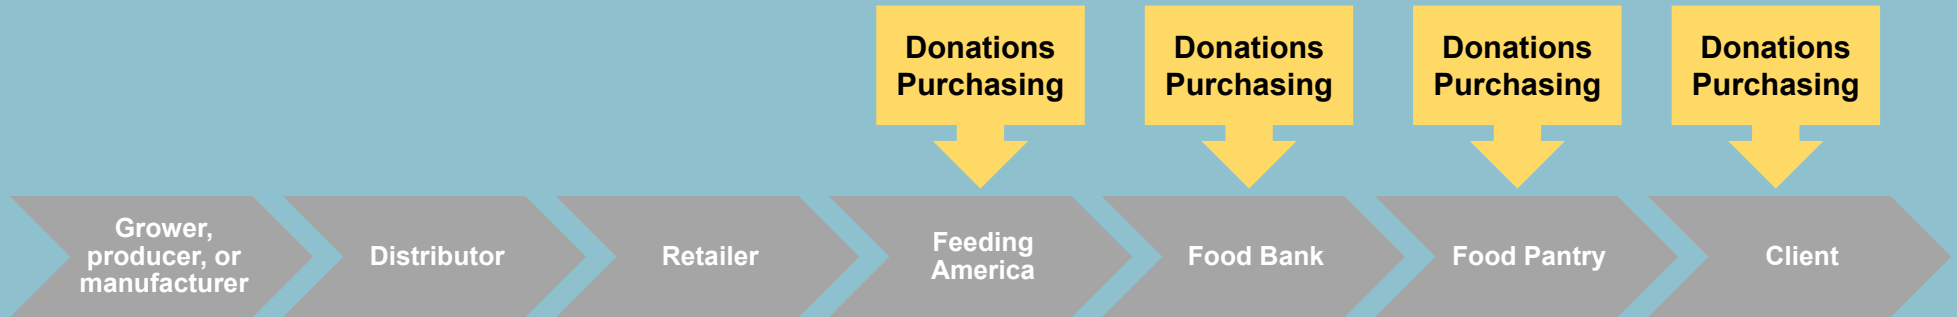 Donations
Purchasing
Donations
Purchasing
Donations
Purchasing
Donations
Purchasing
Grower,
producer, or
manufacturer
Distributor
Retailer
Feeding
America
Food Bank
Food Pantry
Client